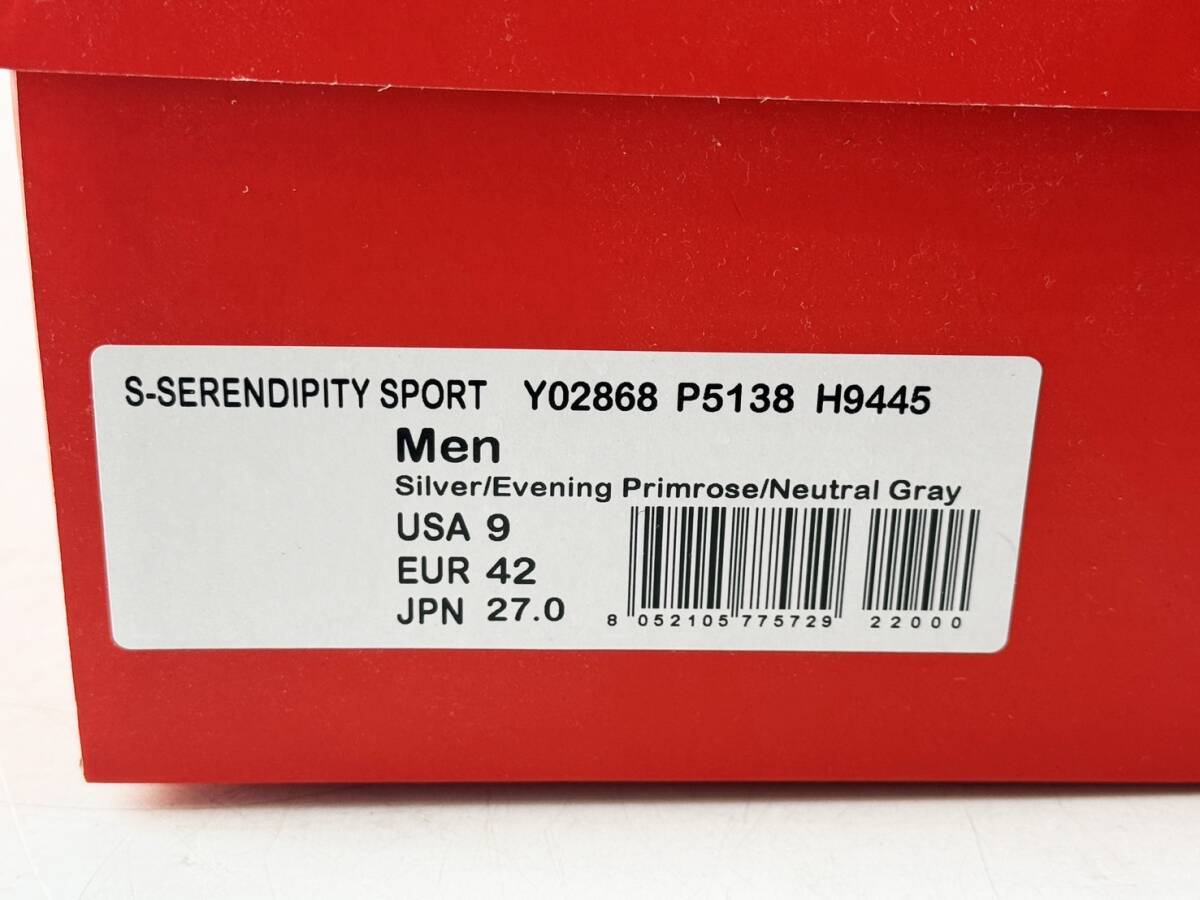 S-SERENDIPITY SPORT Y02868 P5138 H9445
Men
Silver/Evening Primrose/Neutral Gray
USA 9
EUR 42
JPN 27.0
8 052105 775729 22000